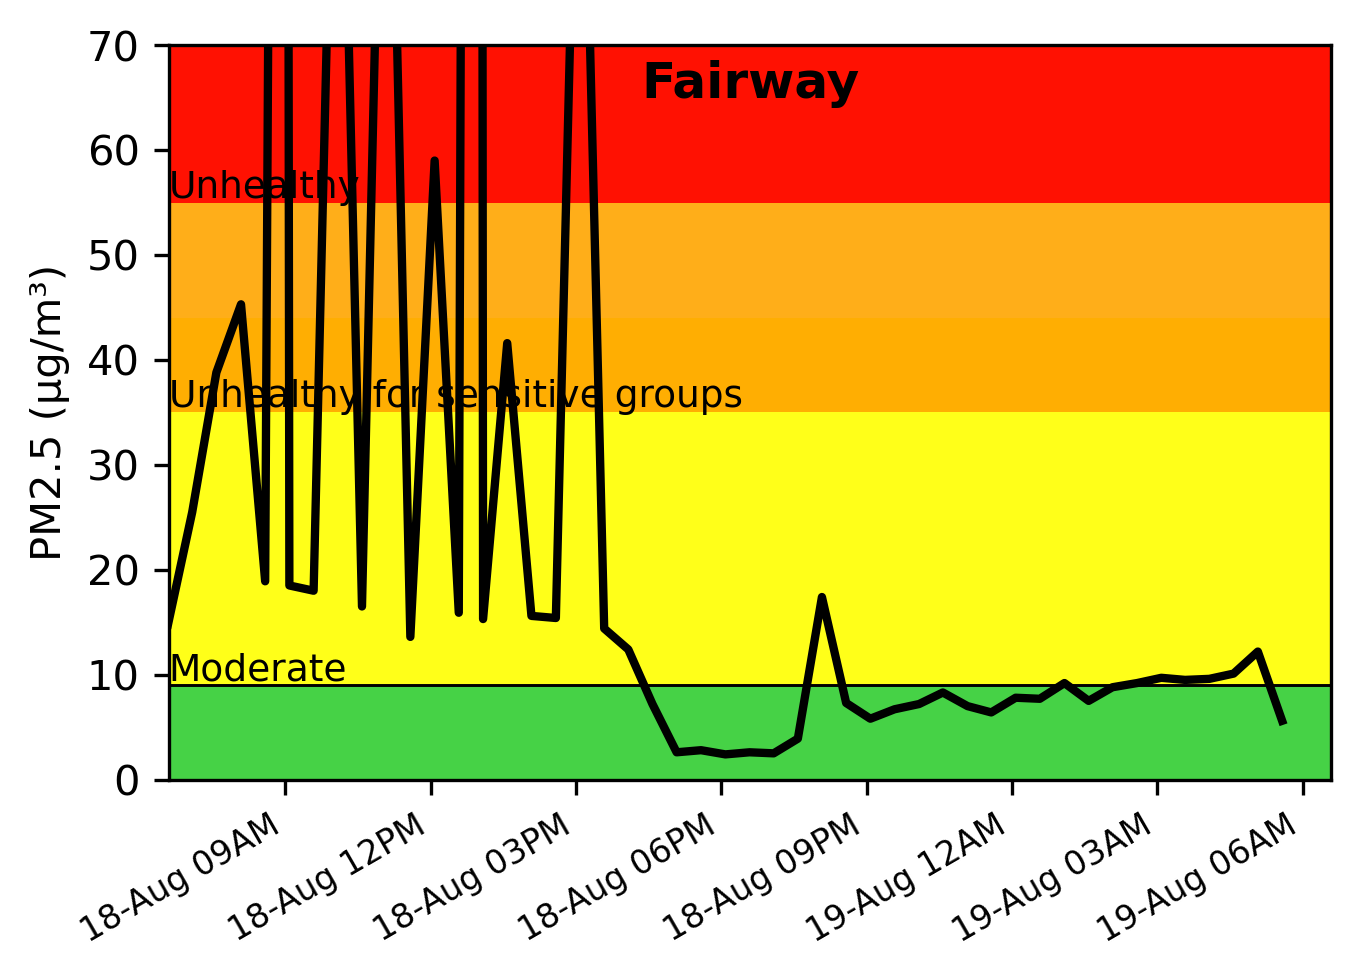 Fairway
70
60
50
40
30
20
10
0
PM2.5 (µg/m³)
Unhealthy
Unhealthy for sensitive groups
Moderate
18-Aug 09AM
18-Aug 12PM
18-Aug 03PM
18-Aug 06PM
18-Aug 09PM
19-Aug 12AM
19-Aug 03AM
19-Aug 06AM